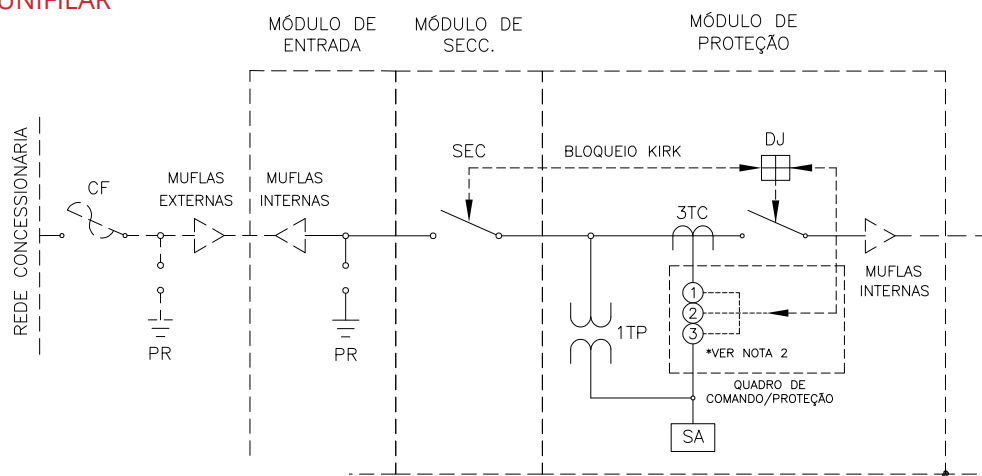 UNIFILAR
MÓDULO DE
ENTRADA
MÓDULO DE
SECC.
MÓDULO DE
PROTEÇÃO
REDE CONCESSIONÁRIA
CF
MUFLAS
EXTERNAS
MUFLAS
INTERNAS
SEC
BLOQUEIO KIRK
DJ
3TC
MUFLAS
INTERNAS
PR
PR
1TP
1
2
3
*VER NOTA 2
QUADRO DE
COMANDO/PROTEÇÃO
SA